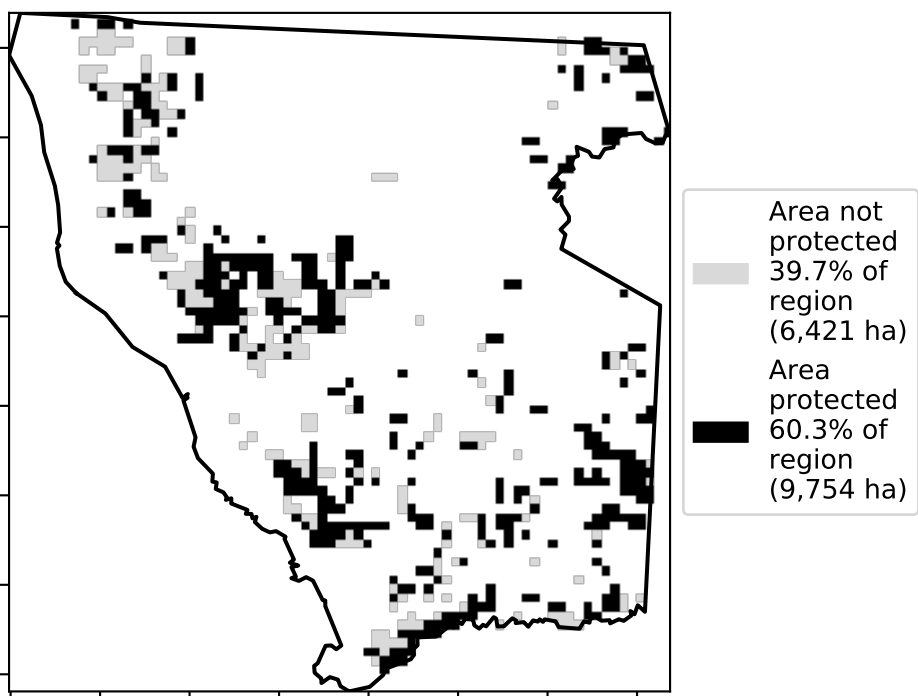 Area not
protected
39.7% of
region
(6,421 ha)
Area
protected
60.3% of
region
(9,754 ha)